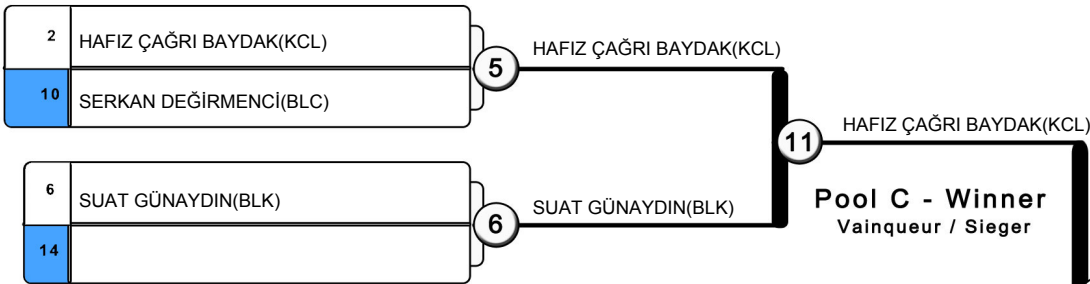 2 HAFIZ ÇAĞRI BAYDAK(KCL)
10 SERKAN DEĞİRMENCİ(BLC)
5 HAFIZ ÇAĞRI BAYDAK(KCL)
11 HAFIZ ÇAĞRI BAYDAK(KCL)
6 SUAT GÜNAYDIN(BLK)
14
6 SUAT GÜNAYDIN(BLK)
Pool C - Winner
Vainqueur / Sieger